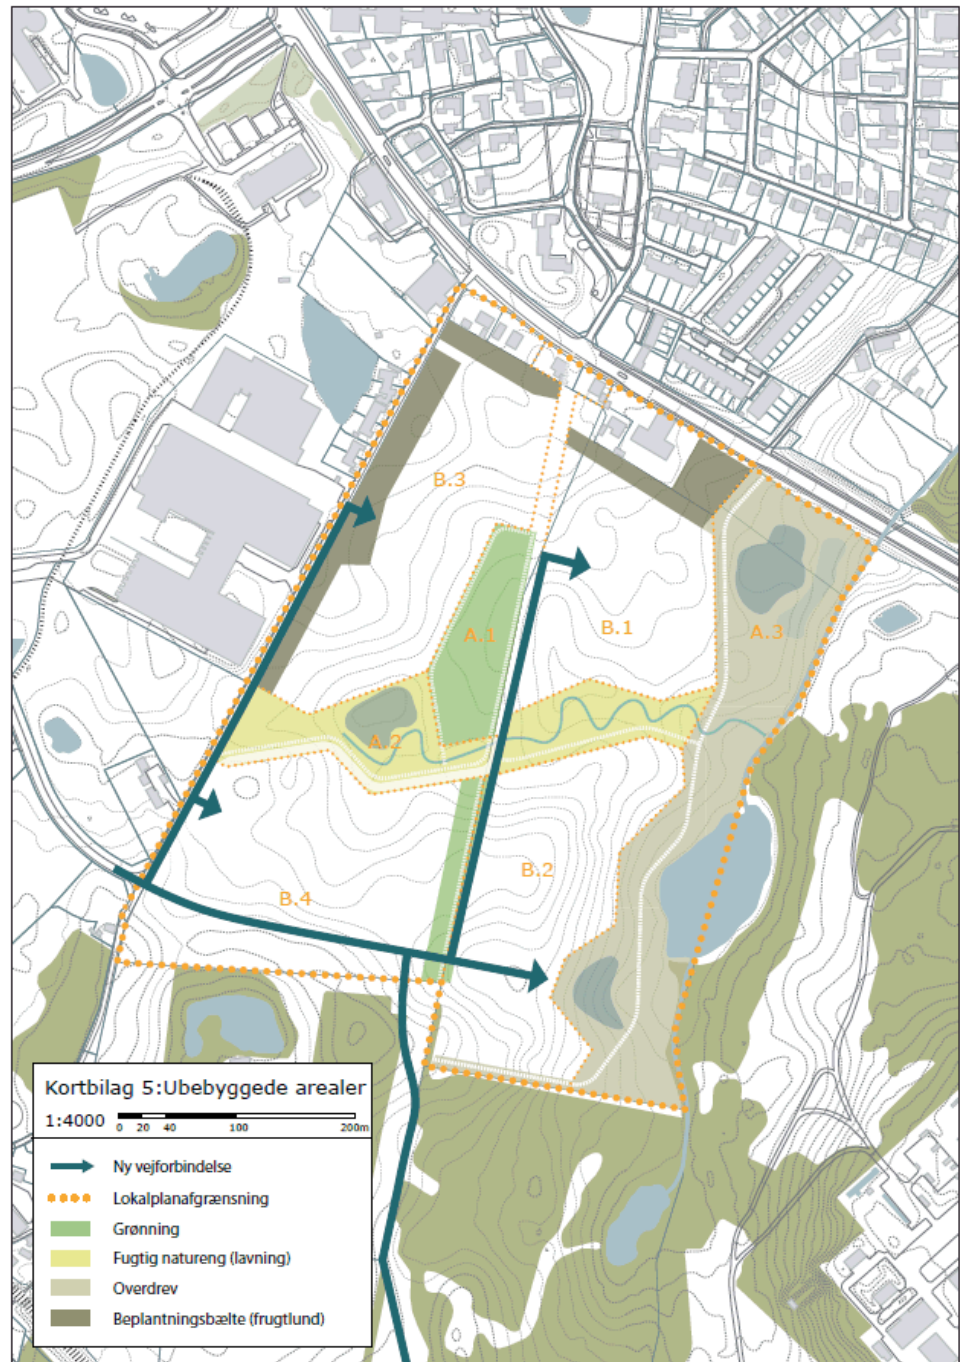 B.3
A.1
B.1
A.3
A.2
B.2
B.4
Kortbilag 5:Ubebyggede arealer
1:4000 0 20 40 100 200m
Ny vejforbindelse
Lokalplanafgrænsning
Grønning
Fugtig natureng (lavning)
Overdrev
Beplantningsbælte (frugtlund)